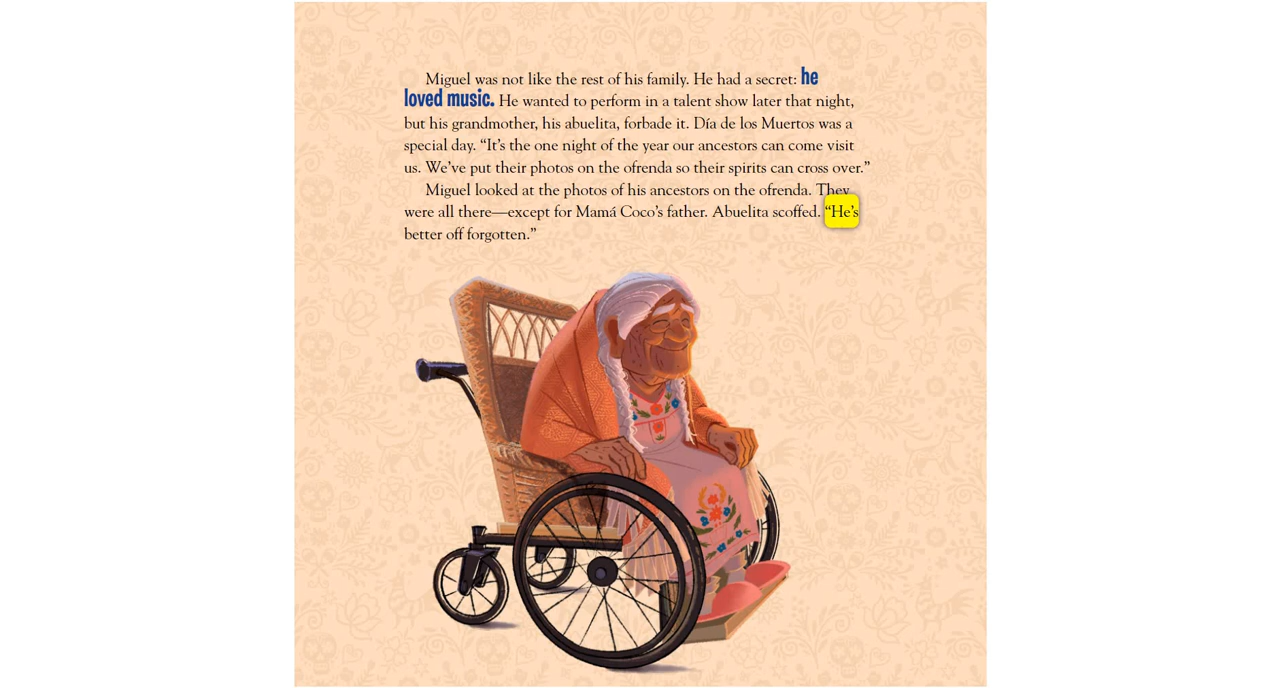 Miguel was not like the rest of his family. He had a secret: he
loved music. He wanted to perform in a talent show later that night,
but his grandmother, his abuelita, forbade it. Día de los Muertos was a
special day. “It’s the one night of the year our ancestors can come visit
us. We’ve put their photos on the ofrenda so their spirits can cross over.”
Miguel looked at the photos of his ancestors on the ofrenda. They
were all there—except for Mamá Coco’s father. Abuelita scoffed. “He’s
better off forgotten.”